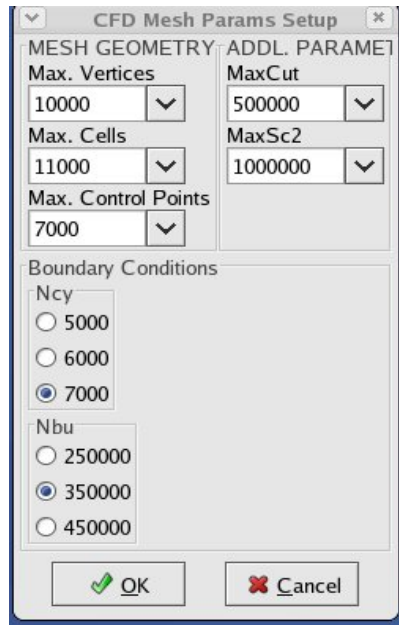 CFD Mesh Params Setup
MESH GEOMETRY
Max. Vertices
10000
Max. Cells
11000
Max. Control Points
7000
ADDL. PARAMET
MaxCut
500000
MaxSc2
1000000
Boundary Conditions
Ncy
5000
6000
7000
Nbu
250000
350000
450000
OK
Cancel